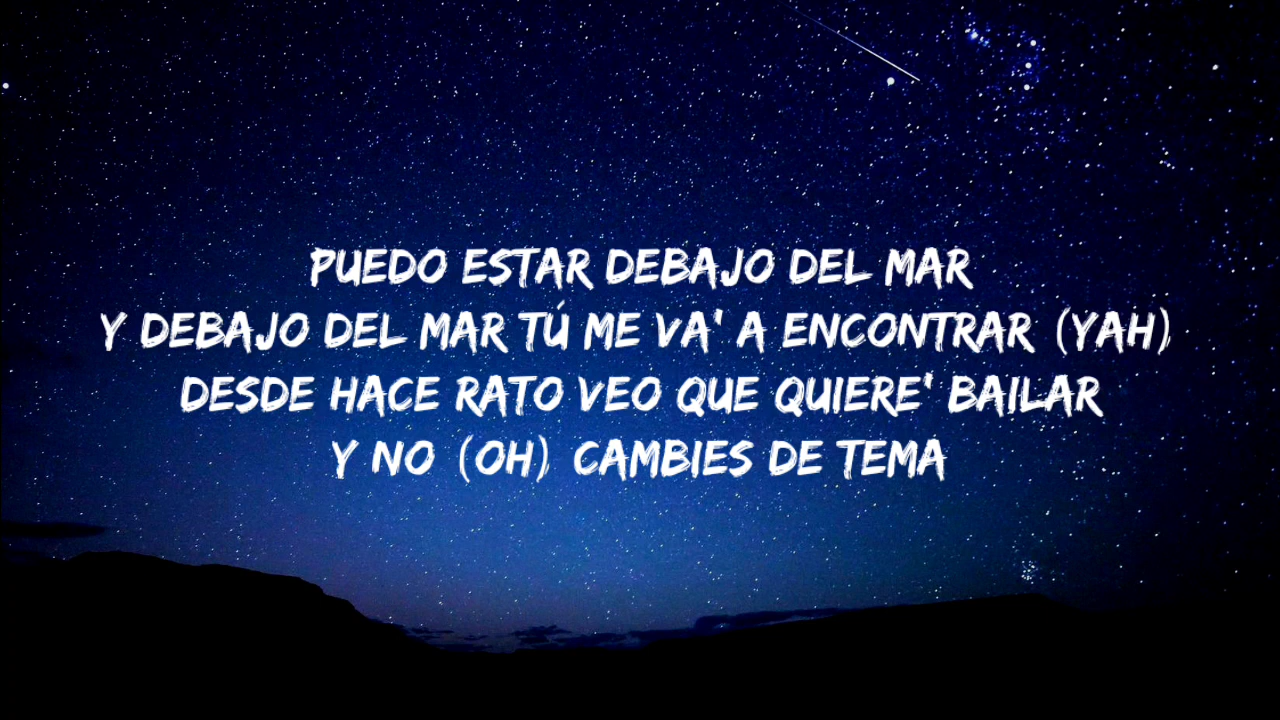 PUEDO ESTAR DEBAJO DEL MAR
Y DEBAJO DEL MAR TÚ ME VA' A ENCONTRAR (YAH)
DESDE HACE RATO VEO QUE QUIERE' BAILAR
Y NO (OH) CAMBIES DE TEMA